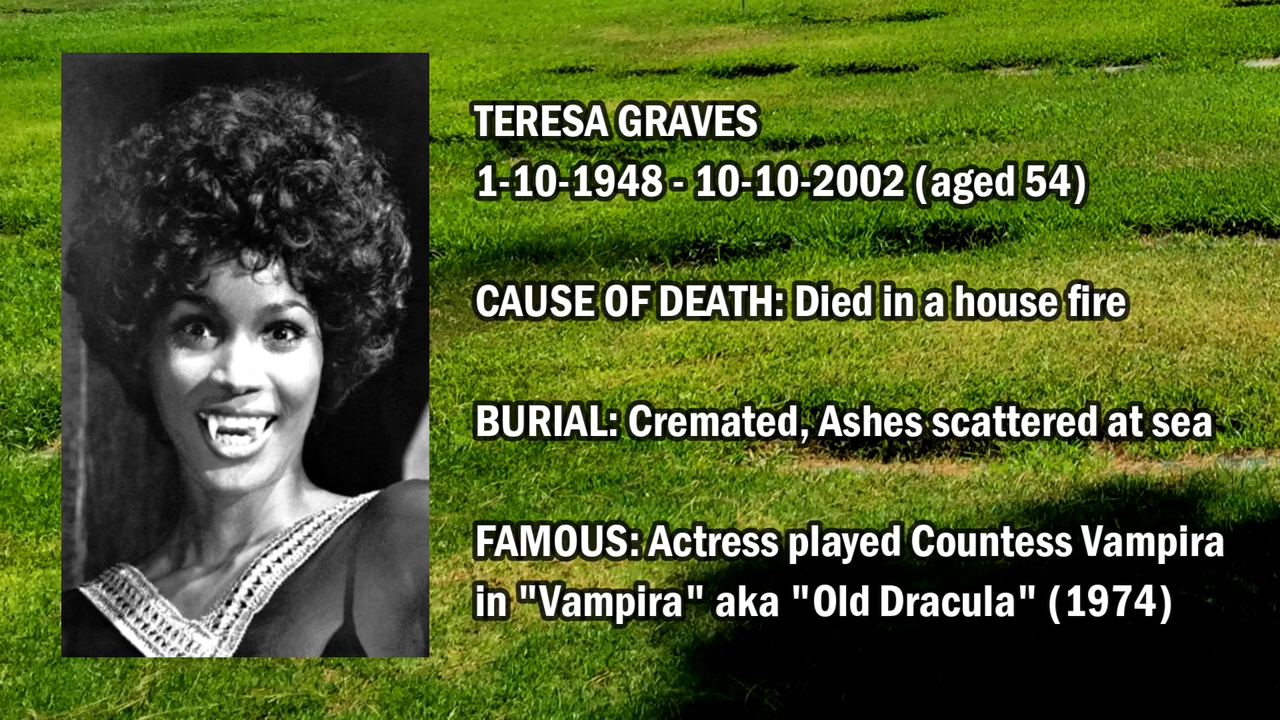 TERESA GRAVES
1-10-1948 - 10-10-2002 (aged 54)
CAUSE OF DEATH: Died in a house fire
BURIAL: Cremated, Ashes scattered at sea
FAMOUS: Actress played Countess Vampira
in "Vampira" aka "Old Dracula" (1974)